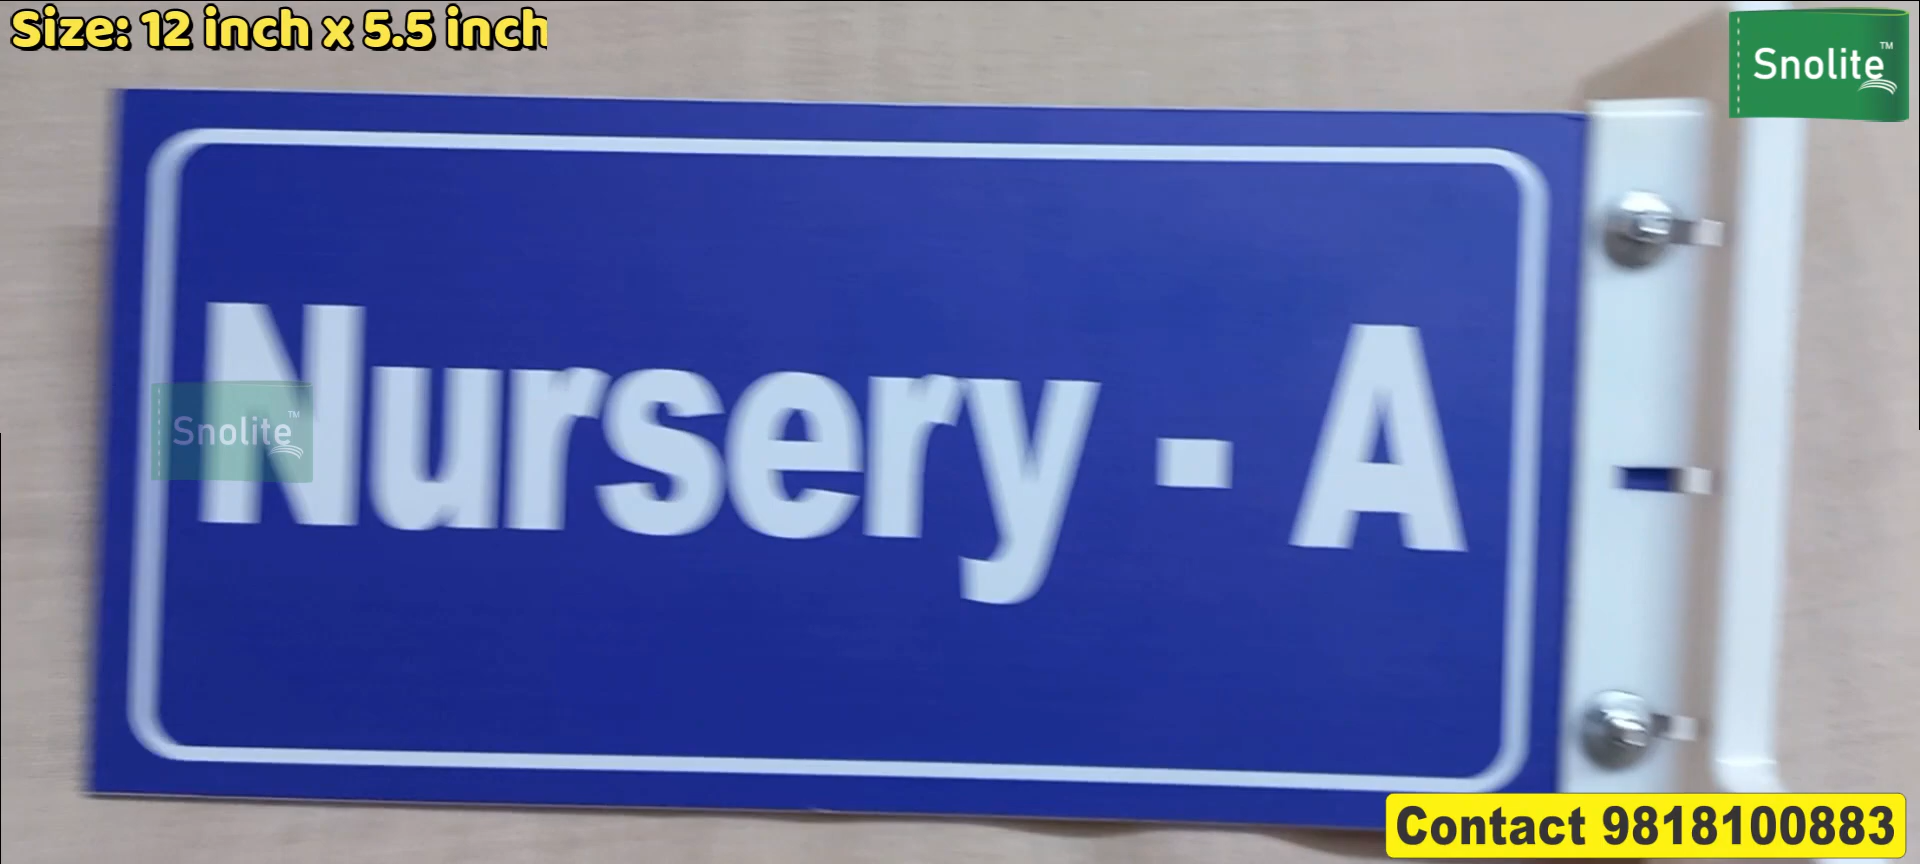 Size: 12 inch x 5.5 inch
Snolite™
Nursery - A
Snolite™
Contact 9818100883